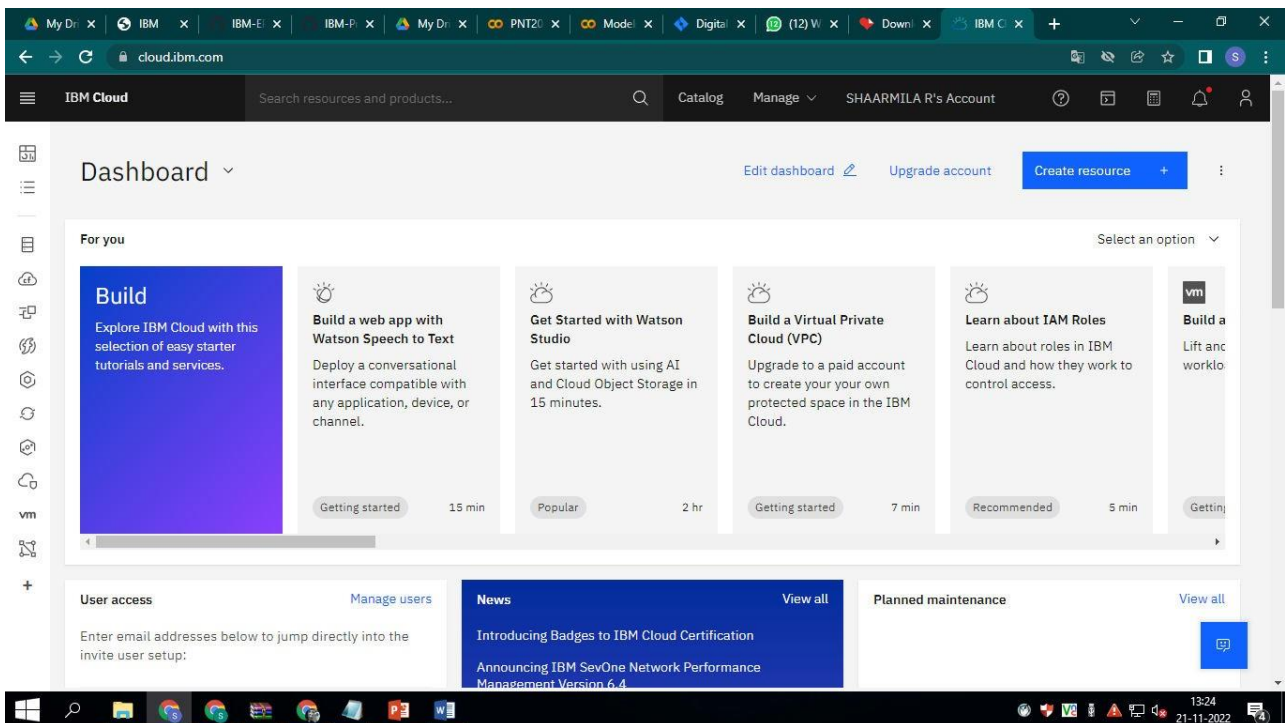 My Dri
IBM
IBM-El
IBM-P
My Dri
PNT20
Model
Digital
(12) W
Downl
IBM Cl
cloud.ibm.com
S
IBM Cloud
Search resources and products...
Catalog
Manage
SHAARMILA R's Account
Dashboard
Edit dashboard
Upgrade account
Create resource +
For you
Select an option
Build
Explore IBM Cloud with this
selection of easy starter
tutorials and services.
Build a web app with
Watson Speech to Text
Deploy a conversational
interface compatible with
any application, device, or
channel.
Getting started
15 min
Get Started with Watson
Studio
Get started with using AI
and Cloud Object Storage in
15 minutes.
Popular
2 hr
Build a Virtual Private
Cloud (VPC)
Upgrade to a paid account
to create your your own
protected space in the IBM
Cloud.
Getting started
7 min
Learn about IAM Roles
Learn about roles in IBM
Cloud and how they work to
control access.
Recommended
5 min
vm
Build a
Lift and
worklo
Getting
vm
User access
Manage users
Enter email addresses below to jump directly into the
invite user setup:
News
View all
Introducing Badges to IBM Cloud Certification
Announcing IBM SevOne Network Performance
Management Version 6.4
Planned maintenance
View all
13:24
21-11-2022